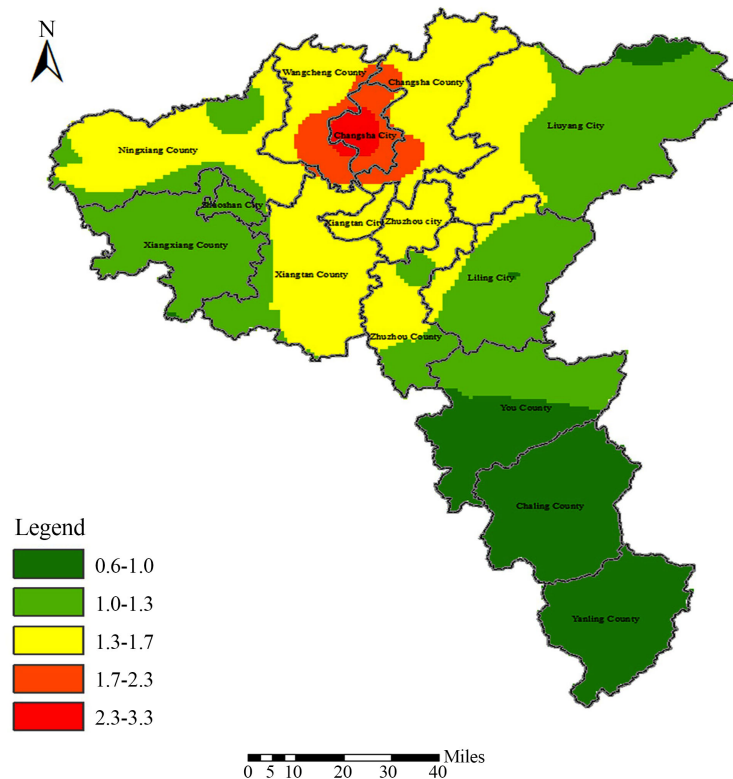 N
Wangcheng County
Changsha County
Changsha City
Liuyang City
Ningxiang County
Shaoshan City
Xiangtan City
Zhuzhou city
Xiangxiang County
Xiangtan County
Liling City
Zhuzhou County
You County
Chaling County
Yanling County
Legend
0.6-1.0
1.0-1.3
1.3-1.7
1.7-2.3
2.3-3.3
Miles
0 5 10 20 30 40